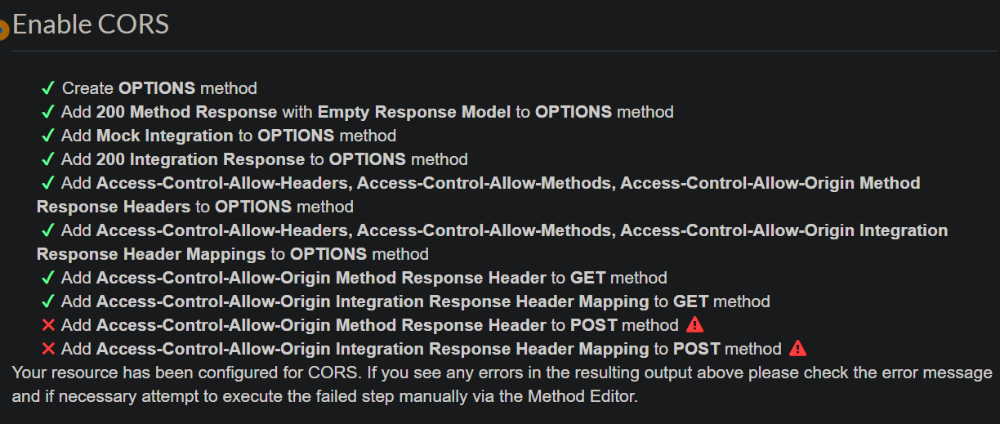 Enable CORS
✓ Create OPTIONS method
✓ Add 200 Method Response with Empty Response Model to OPTIONS method
✓ Add Mock Integration to OPTIONS method
✓ Add 200 Integration Response to OPTIONS method
✓ Add Access-Control-Allow-Headers, Access-Control-Allow-Methods, Access-Control-Allow-Origin Method
Response Headers to OPTIONS method
✓ Add Access-Control-Allow-Headers, Access-Control-Allow-Methods, Access-Control-Allow-Origin Integration
Response Header Mappings to OPTIONS method
✓ Add Access-Control-Allow-Origin Method Response Header to GET method
✓ Add Access-Control-Allow-Origin Integration Response Header Mapping to GET method
✕ Add Access-Control-Allow-Origin Method Response Header to POST method
✕ Add Access-Control-Allow-Origin Integration Response Header Mapping to POST method
Your resource has been configured for CORS. If you see any errors in the resulting output above please check the error message
and if necessary attempt to execute the failed step manually via the Method Editor.